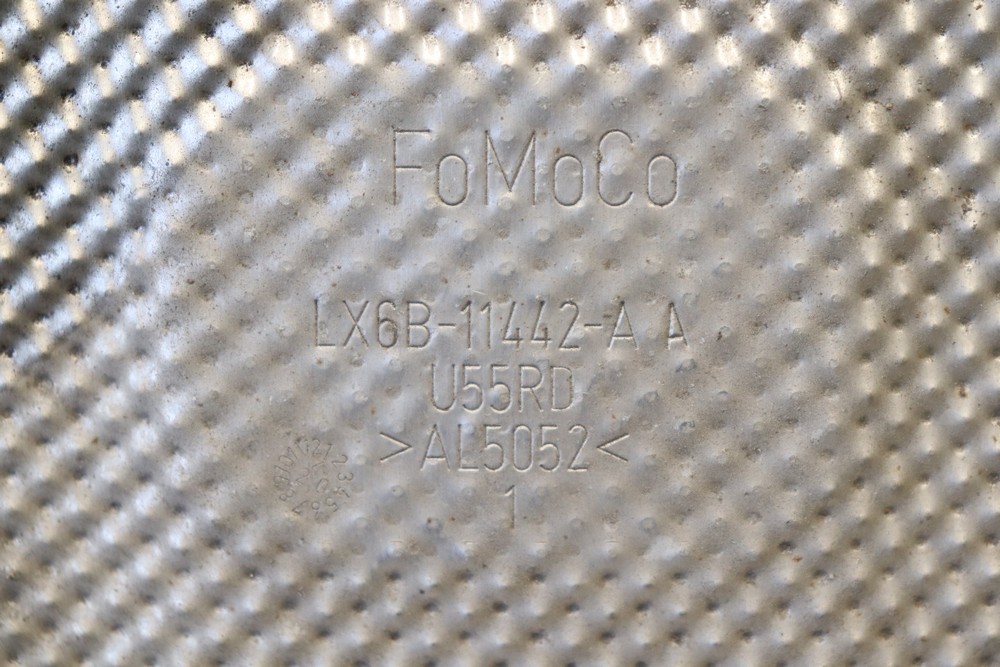 FoMoCo
LX6B-11442-A A
U55RD
>AL5052<
1